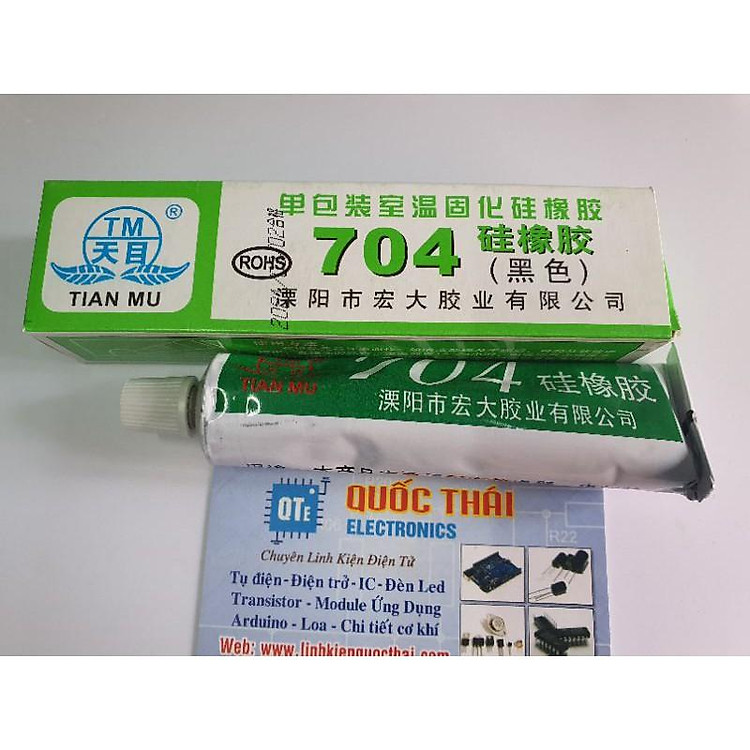 TM
®
天目
TIAN MU
单包装室温固化硅橡胶
ROHS
704 硅橡胶
(黑色)
溧阳市宏大胶业有限公司
TIAN MU
704 硅橡胶
溧阳市宏大胶业有限公司
QTE
QUỐC THÁI
ELECTRONICS
R22
Chuyên Linh Kiện Điện Tử
Tụ điện - Điện trở - IC - Đèn Led
Transistor - Module Ứng Dụng
Arduino - Loa - Chi tiết cơ khí
Web: www.linhkienquocthai.com